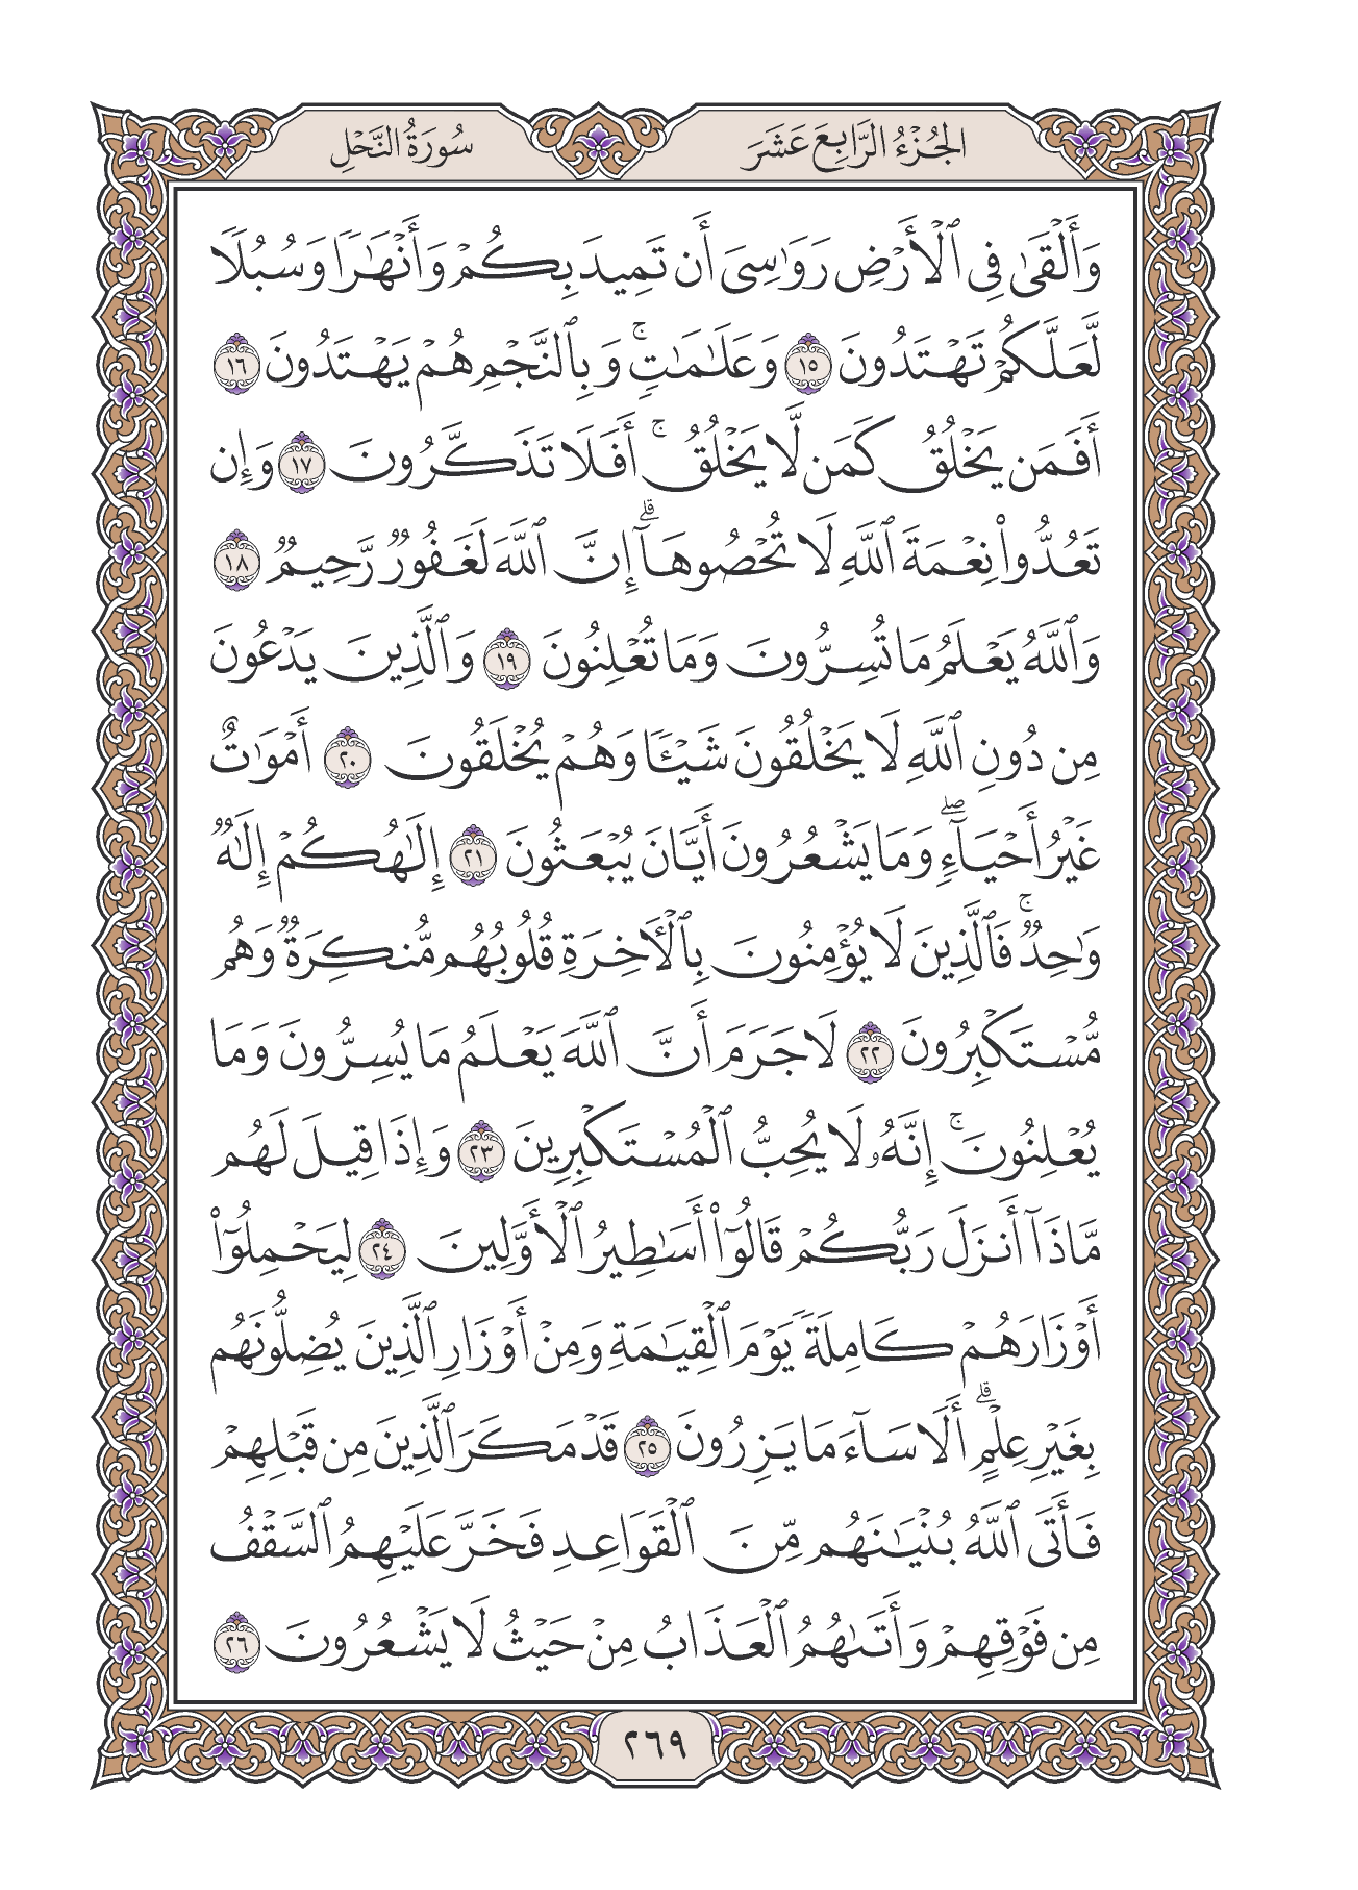 الجُزْءُ الرَّابِعَ عَشَرَ
سُورَةُ النَّحْلِ
وَأَلْقَىٰ فِي ٱلْأَرْضِ رَوَٰسِيَ أَن تَمِيدَ بِكُمْ وَأَنْهَٰرًا وَسُبُلًا
لَّعَلَّكُمْ تَهْتَدُونَ ١٥ وَعَلَٰمَٰتٍۚ وَبِٱلنَّجْمِ هُمْ يَهْتَدُونَ ١٦
أَفَمَن يَخْلُقُ كَمَن لَّا يَخْلُقُۚ أَفَلَا تَذَكَّرُونَ ١٧ وَإِن
تَعُدُّوا۟ نِعْمَةَ ٱللَّهِ لَا تُحْصُوهَآۗ إِنَّ ٱللَّهَ لَغَفُورٌ رَّحِيمٌ ١٨
وَٱللَّهُ يَعْلَمُ مَا تُسِرُّونَ وَمَا تُعْلِنُونَ ١٩ وَٱلَّذِينَ يَدْعُونَ
مِن دُونِ ٱللَّهِ لَا يَخْلُقُونَ شَيْـًٔا وَهُمْ يُخْلَقُونَ ٢٠ أَمْوَٰتٌ
غَيْرُ أَحْيَآءٍۖ وَمَا يَشْعُرُونَ أَيَّانَ يُبْعَثُونَ ٢١ إِلَٰهُكُمْ إِلَٰهٌ
وَٰحِدٌۚ فَٱلَّذِينَ لَا يُؤْمِنُونَ بِٱلْأٓخِرَةِ قُلُوبُهُم مُّنكِرَةٌ وَهُم
مُّسْتَكْبِرُونَ ٢٢ لَا جَرَمَ أَنَّ ٱللَّهَ يَعْلَمُ مَا يُسِرُّونَ وَمَا
يُعْلِنُونَۚ إِنَّهُۥ لَا يُحِبُّ ٱلْمُسْتَكْبِرِينَ ٢٣ وَإِذَا قِيلَ لَهُم
مَّاذَآ أَنزَلَ رَبُّكُمْ قَالُوٓا۟ أَسَٰطِيرُ ٱلْأَوَّلِينَ ٢٤ لِيَحْمِلُوٓا۟
أَوْزَارَهُمْ كَامِلَةً يَوْمَ ٱلْقِيَٰمَةِ وَمِنْ أَوْزَارِ ٱلَّذِينَ يُضِلُّونَهُم
بِغَيْرِ عِلْمٍۗ أَلَا سَآءَ مَا يَزِرُونَ ٢٥ قَدْ مَكَرَ ٱلَّذِينَ مِن قَبْلِهِمْ
فَأَتَى ٱللَّهُ بُنْيَٰنَهُم مِّنَ ٱلْقَوَاعِدِ فَخَرَّ عَلَيْهِمُ ٱلسَّقْفُ
مِن فَوْقِهِمْ وَأَتَىٰهُمُ ٱلْعَذَابُ مِنْ حَيْثُ لَا يَشْعُرُونَ ٢٦
٢٦٩